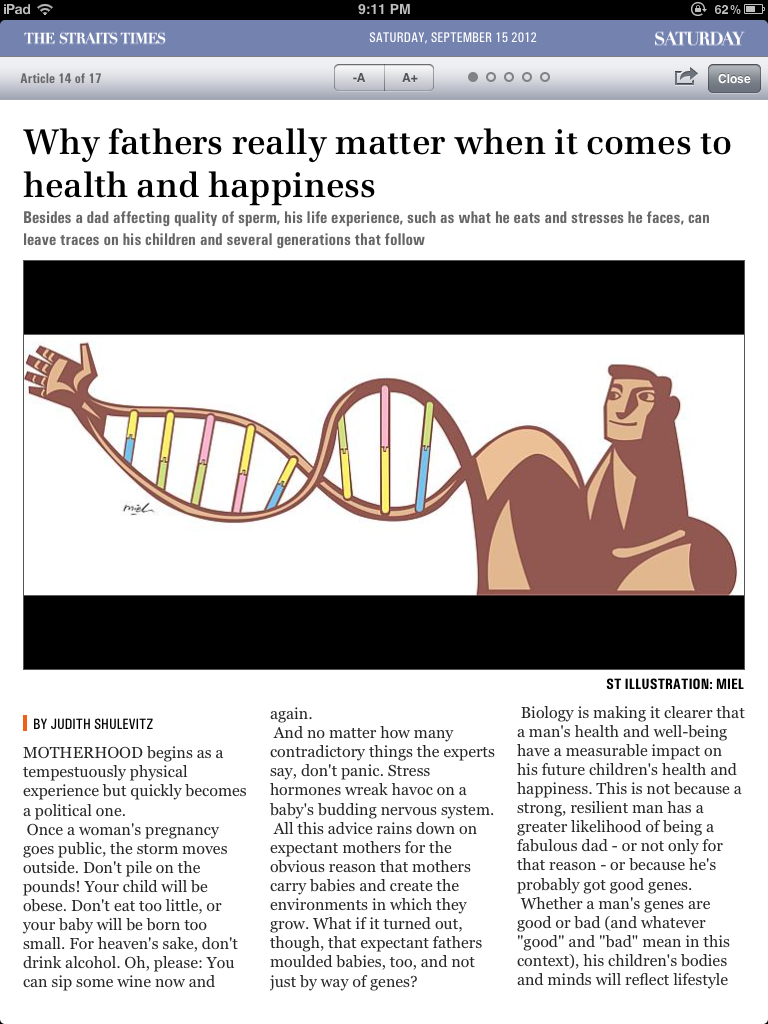 iPad
9:11 PM
62%
THE STRAITS TIMES
SATURDAY, SEPTEMBER 15 2012
SATURDAY
Article 14 of 17
-A
A+
Close
Why fathers really matter when it comes to
health and happiness
Besides a dad affecting quality of sperm, his life experience, such as what he eats and stresses he faces, can
leave traces on his children and several generations that follow
miel
ST ILLUSTRATION: MIEL
BY JUDITH SHULEVITZ
MOTHERHOOD begins as a
tempestuously physical
experience but quickly becomes
a political one.
Once a woman's pregnancy
goes public, the storm moves
outside. Don't pile on the
pounds! Your child will be
obese. Don't eat too little, or
your baby will be born too
small. For heaven's sake, don't
drink alcohol. Oh, please: You
can sip some wine now and
again.
And no matter how many
contradictory things the experts
say, don't panic. Stress
hormones wreak havoc on a
baby's budding nervous system.
All this advice rains down on
expectant mothers for the
obvious reason that mothers
carry babies and create the
environments in which they
grow. What if it turned out,
though, that expectant fathers
moulded babies, too, and not
just by way of genes?
Biology is making it clearer that
a man's health and well-being
have a measurable impact on
his future children's health and
happiness. This is not because a
strong, resilient man has a
greater likelihood of being a
fabulous dad - or not only for
that reason - or because he's
probably got good genes.
Whether a man's genes are
good or bad (and whatever
"good" and "bad" mean in this
context), his children's bodies
and minds will reflect lifestyle